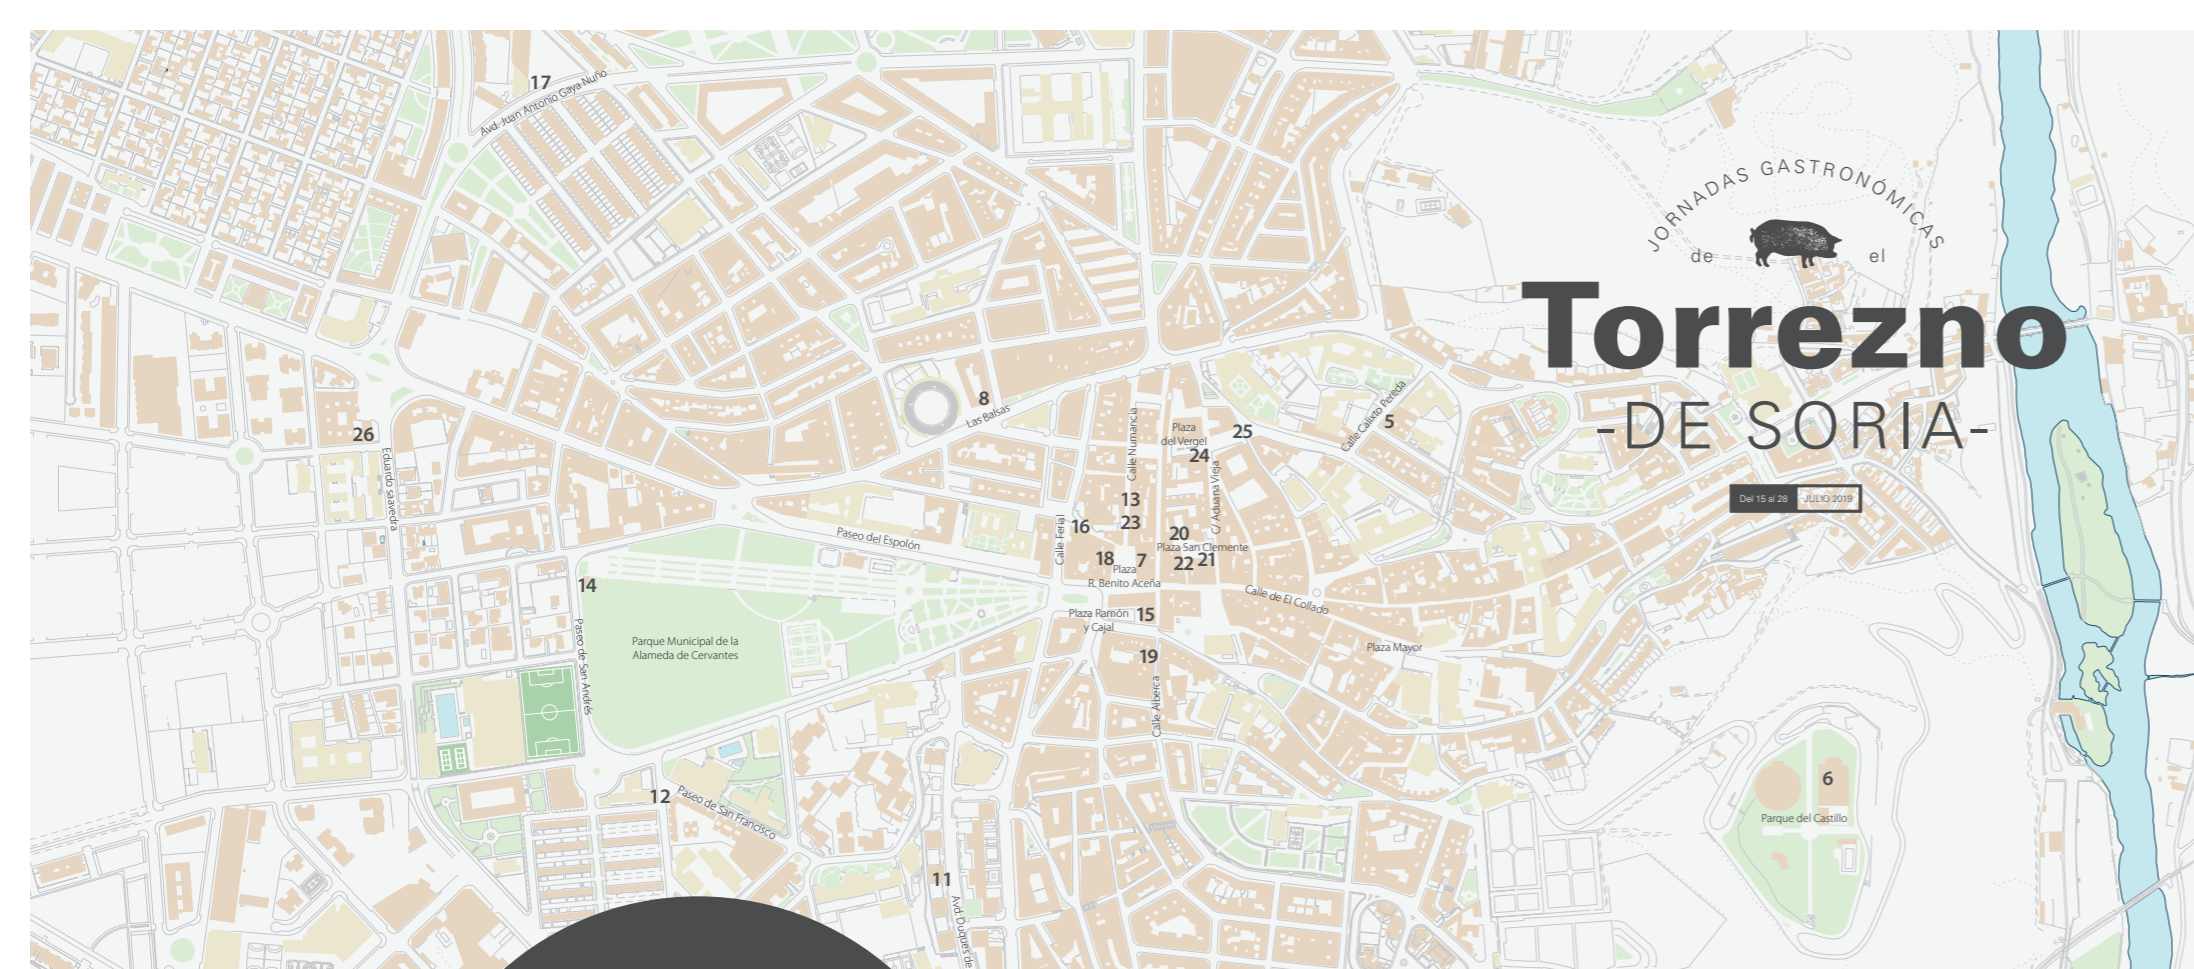 17
Avd. Juan Antonio Gaya Nuño
JORNADAS GASTRONÓMICAS
de el
Torrezno
-DE SORIA-
Del 15 al 28 JULIO 2019
8
Las Balsas
26
Eduardo saavedra
Calle Numancia
Plaza
del Vergel
24
25
Calle Calixto Pereda
5
C/ Aduana Vieja
13
23
16
Calle Ferial
Paseo del Espolón
20
Plaza San Clemente
22
21
18
7
Plaza
R. Benito Aceña
14
Calle de El Collado
Plaza Ramón
y Cajal
15
Parque Municipal de la
Alameda de Cervantes
Paseo de San Andrés
Plaza Mayor
19
Calle Alberca
12
Paseo de San Francisco
6
Parque del Castillo
11
Avd. Duques de